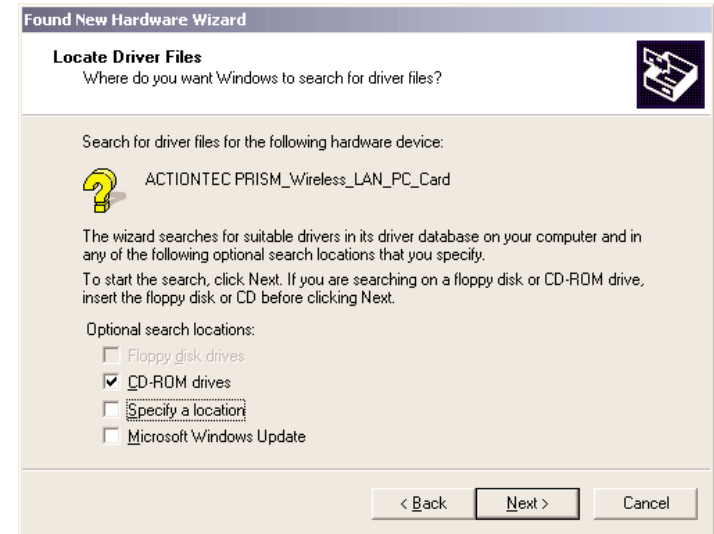 Found New Hardware Wizard
Locate Driver Files
Where do you want Windows to search for driver files?
Search for driver files for the following hardware device:
ACTIONTEC PRISM_Wireless_LAN_PC_Card
The wizard searches for suitable drivers in its driver database on your computer and in
any of the following optional search locations that you specify.
To start the search, click Next. If you are searching on a floppy disk or CD-ROM drive,
insert the floppy disk or CD before clicking Next.
Optional search locations:
Floppy disk drives
CD-ROM drives
Specify a location
Microsoft Windows Update
< Back Next > Cancel